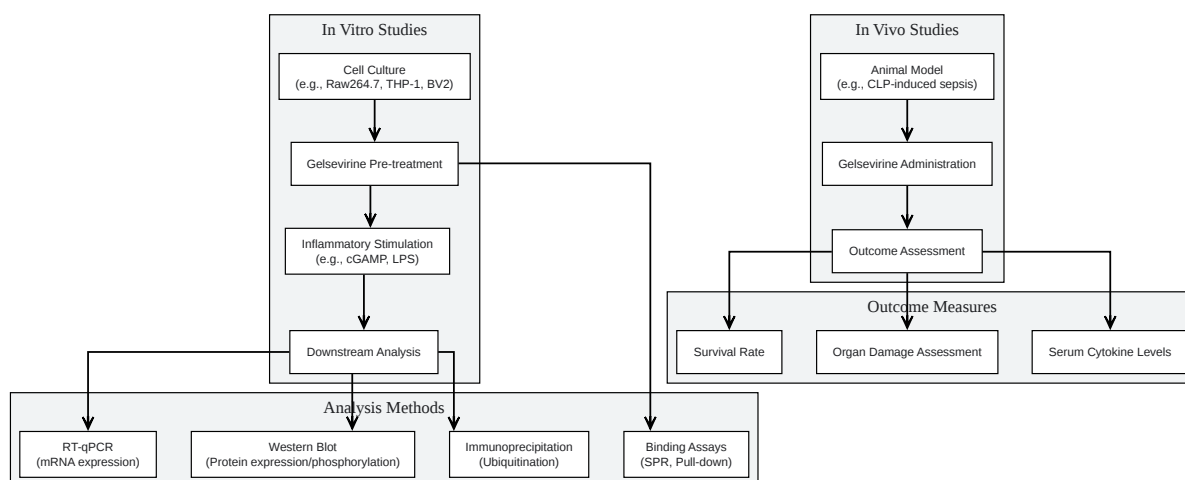 In Vitro Studies
Cell Culture
(e.g., Raw264.7, THP-1, BV2)
Gelsevirine Pre-treatment
Inflammatory Stimulation
(e.g., cGAMP, LPS)
Downstream Analysis
Analysis Methods
RT-qPCR
(mRNA expression)
Western Blot
(Protein expression/phosphorylation)
Immunoprecipitation
(Ubiquitination)
Binding Assays
(SPR, Pull-down)
In Vivo Studies
Animal Model
(e.g., CLP-induced sepsis)
Gelsevirine Administration
Outcome Assessment
Outcome Measures
Survival Rate
Organ Damage Assessment
Serum Cytokine Levels